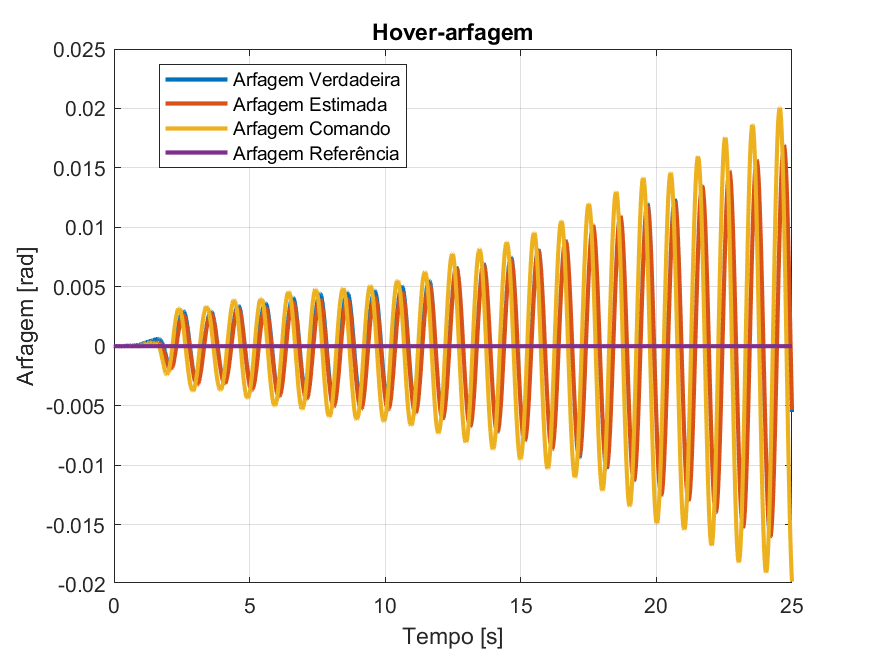 Hover-arfagem
0.025
0.02
0.015
0.01
0.005
0
-0.005
-0.01
-0.015
-0.02
Arfagem [rad]
Arfagem Verdadeira
Arfagem Estimada
Arfagem Comando
Arfagem Referência
0 5 10 15 20 25
Tempo [s]